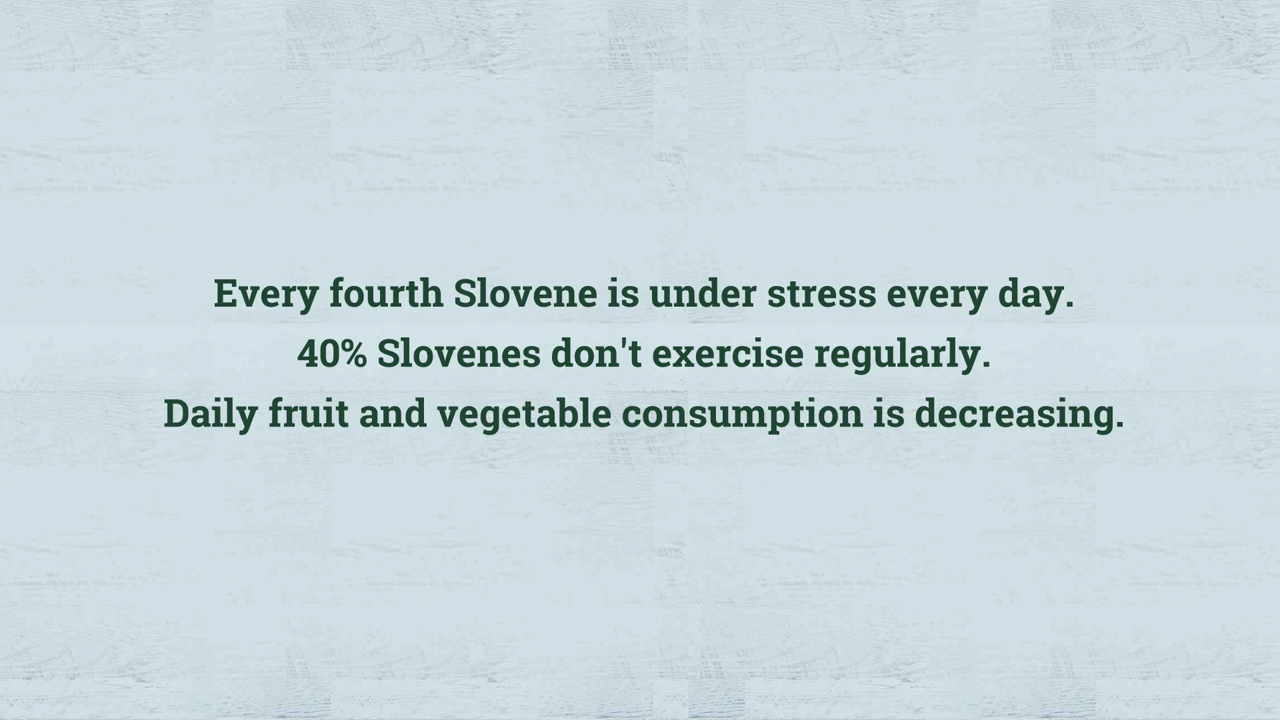 Every fourth Slovene is under stress every day.
40% Slovenes don't exercise regularly.
Daily fruit and vegetable consumption is decreasing.